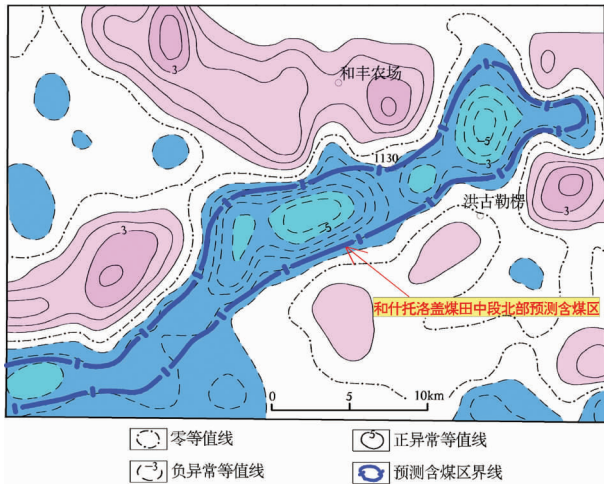 3
和丰农场
3
5
1130
3
3
洪古勒楞
3
5
和什托洛盖煤田中段北部预测含煤区
0 5 10km
零等值线
5 正异常等值线
3 负异常等值线
预测含煤区界线